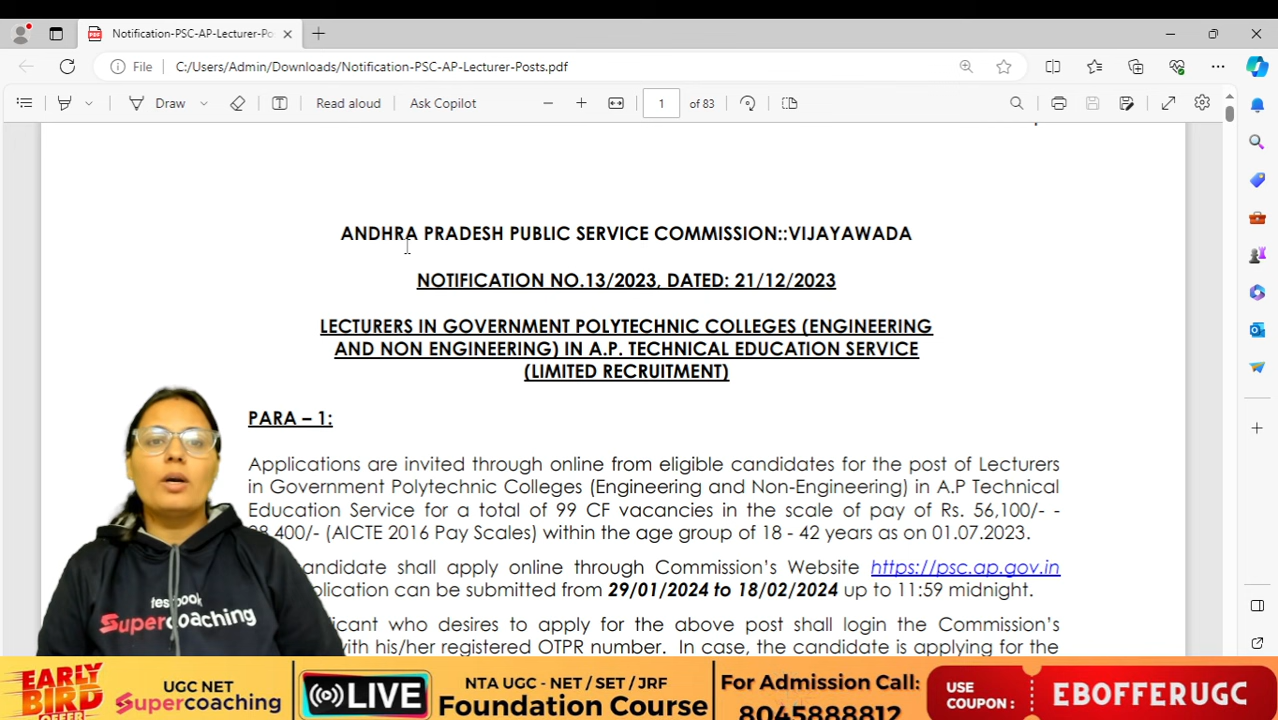 Notification-PSC-AP-Lecturer-Po
File C:/Users/Admin/Downloads/Notification-PSC-AP-Lecturer-Posts.pdf
Draw Read aloud Ask Copilot 1 of 83
ANDHRA PRADESH PUBLIC SERVICE COMMISSION::VIJAYAWADA
NOTIFICATION NO.13/2023, DATED: 21/12/2023
LECTURERS IN GOVERNMENT POLYTECHNIC COLLEGES (ENGINEERING
AND NON ENGINEERING) IN A.P. TECHNICAL EDUCATION SERVICE
(LIMITED RECRUITMENT)
PARA – 1:
Applications are invited through online from eligible candidates for the post of Lecturers
in Government Polytechnic Colleges (Engineering and Non-Engineering) in A.P Technical
Education Service for a total of 99 CF vacancies in the scale of pay of Rs. 56,100/- -
8,400/- (AICTE 2016 Pay Scales) within the age group of 18 - 42 years as on 01.07.2023.
andidate shall apply online through Commission's Website https://psc.ap.gov.in
plication can be submitted from 29/01/2024 to 18/02/2024 up to 11:59 midnight.
icant who desires to apply for the above post shall login the Commission's
with his/her registered OTPR number. In case, the candidate is applying for the
testbook
Supercoaching
EARLY
BIRD
OFFER
UGC NET
Supercoaching
LIVE
NTA UGC - NET / SET / JRF
Foundation Course
For Admission Call:
8045888812
USE
COUPON :
EBOFFERUGC